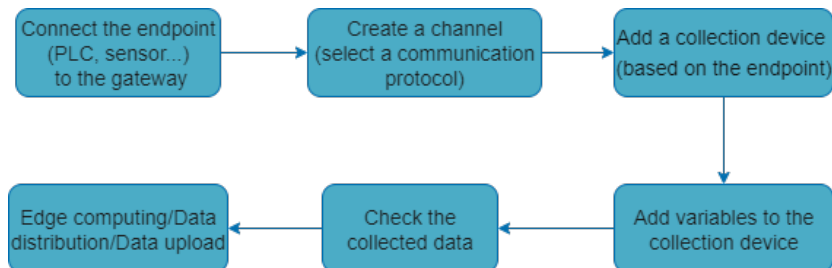 Connect the endpoint
(PLC, sensor...)
to the gateway
Create a channel
(select a communication
protocol)
Add a collection device
(based on the endpoint)
Add variables to the
collection device
Check the
collected data
Edge computing/Data
distribution/Data upload